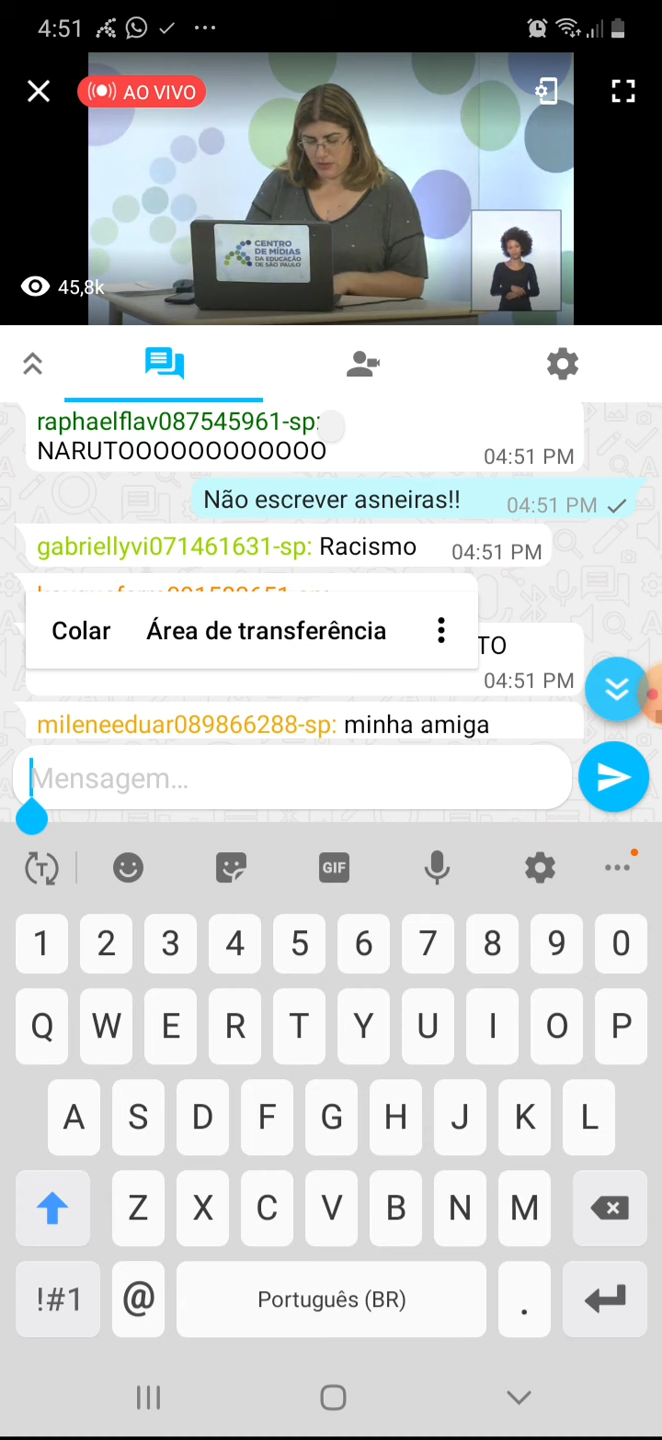 4:51
AO VIVO
CENTRO
DE MÍDIAS
DA EDUCAÇÃO
DE SÃO PAULO
45,8k
raphaelflav087545961-sp:
NARUTOOOOOOOOOOOOO
04:51 PM
Não escrever asneiras!! 04:51 PM
gabriellyvi071461631-sp: Racismo 04:51 PM
Colar Área de transferência
TO
04:51 PM
mileneeduar089866288-sp: minha amiga
Mensagem...
T GIF
1 2 3 4 5 6 7 8 9 0
Q W E R T Y U I O P
A S D F G H J K L
Z X C V B N M
!#1 @ Português (BR) .